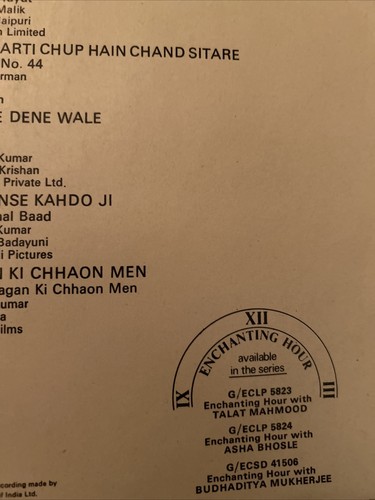 Malik
aipuri
Limited
ARTI CHUP HAIN CHAND SITARE
No. 44
rman
E DENE WALE
Kumar
Krishan
Private Ltd.
NSE KAHDO JI
al Baad
Kumar
Badayuni
i Pictures
KI CHHAON MEN
agan Ki Chhaon Men
umar
a
ilms
XII
IX ENCHANTING HOUR III
available
in the series
G/ECLP 5823
Enchanting Hour with
TALAT MAHMOOD
G/ECLP 5824
Enchanting Hour with
ASHA BHOSLE
G/ECSD 41506
Enchanting Hour with
BUDHADITYA MUKHERJEE
ecording made by
f India Ltd.)